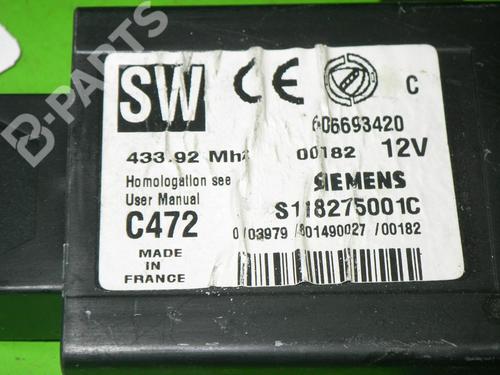 B-PARTS
SW CE C
606693420
433.92 Mhz 00182 12V
Homologation see SIEMENS
User Manual S118275001C
C472 0/03979/801490027/00182
MADE
IN
FRANCE